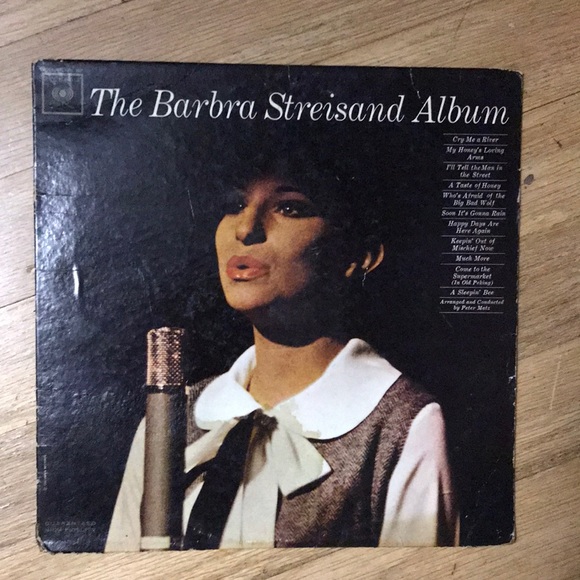 The Barbra Streisand Album
Cry Me a River
My Honey's Loving
Arms
I'll Tell the Man in
the Street
A Taste of Honey
Who's Afraid of the
Big Bad Wolf
Soon It's Gonna Rain
Happy Days Are
Here Again
Keepin' Out of
Mischief Now
Much More
Come to the
Supermarket
(In Old Peking)
A Sleepin' Bee
Arranged and Conducted
by Peter Matz
GUARANTEED
HIGH FIDELITY